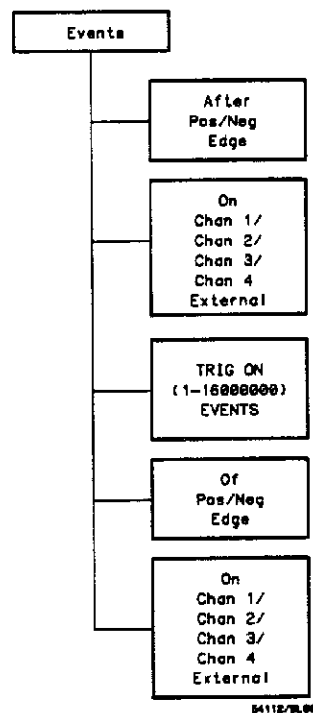 Events
After
Pos/Neg
Edge
On
Chan 1/
Chan 2/
Chan 3/
Chan 4
External
TRIG ON
(1-16000000)
EVENTS
Of
Pos/Neg
Edge
On
Chan 1/
Chan 2/
Chan 3/
Chan 4
External